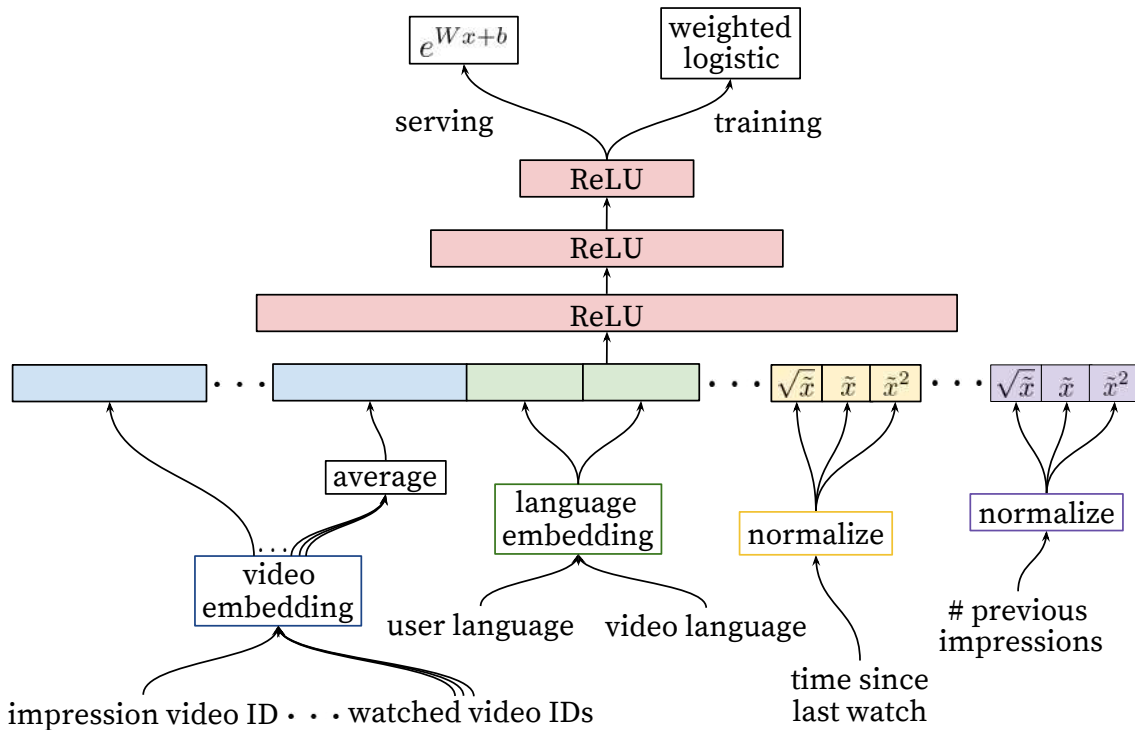 e^{Wx+b}
weighted
logistic
serving
training
ReLU
ReLU
ReLU
. . .
√x̃ x̃ x̃²
. . .
√x̃ x̃ x̃²
. . .
average
language
embedding
normalize
normalize
...
video
embedding
user language
video language
# previous
impressions
time since
last watch
impression video ID . . . watched video IDs